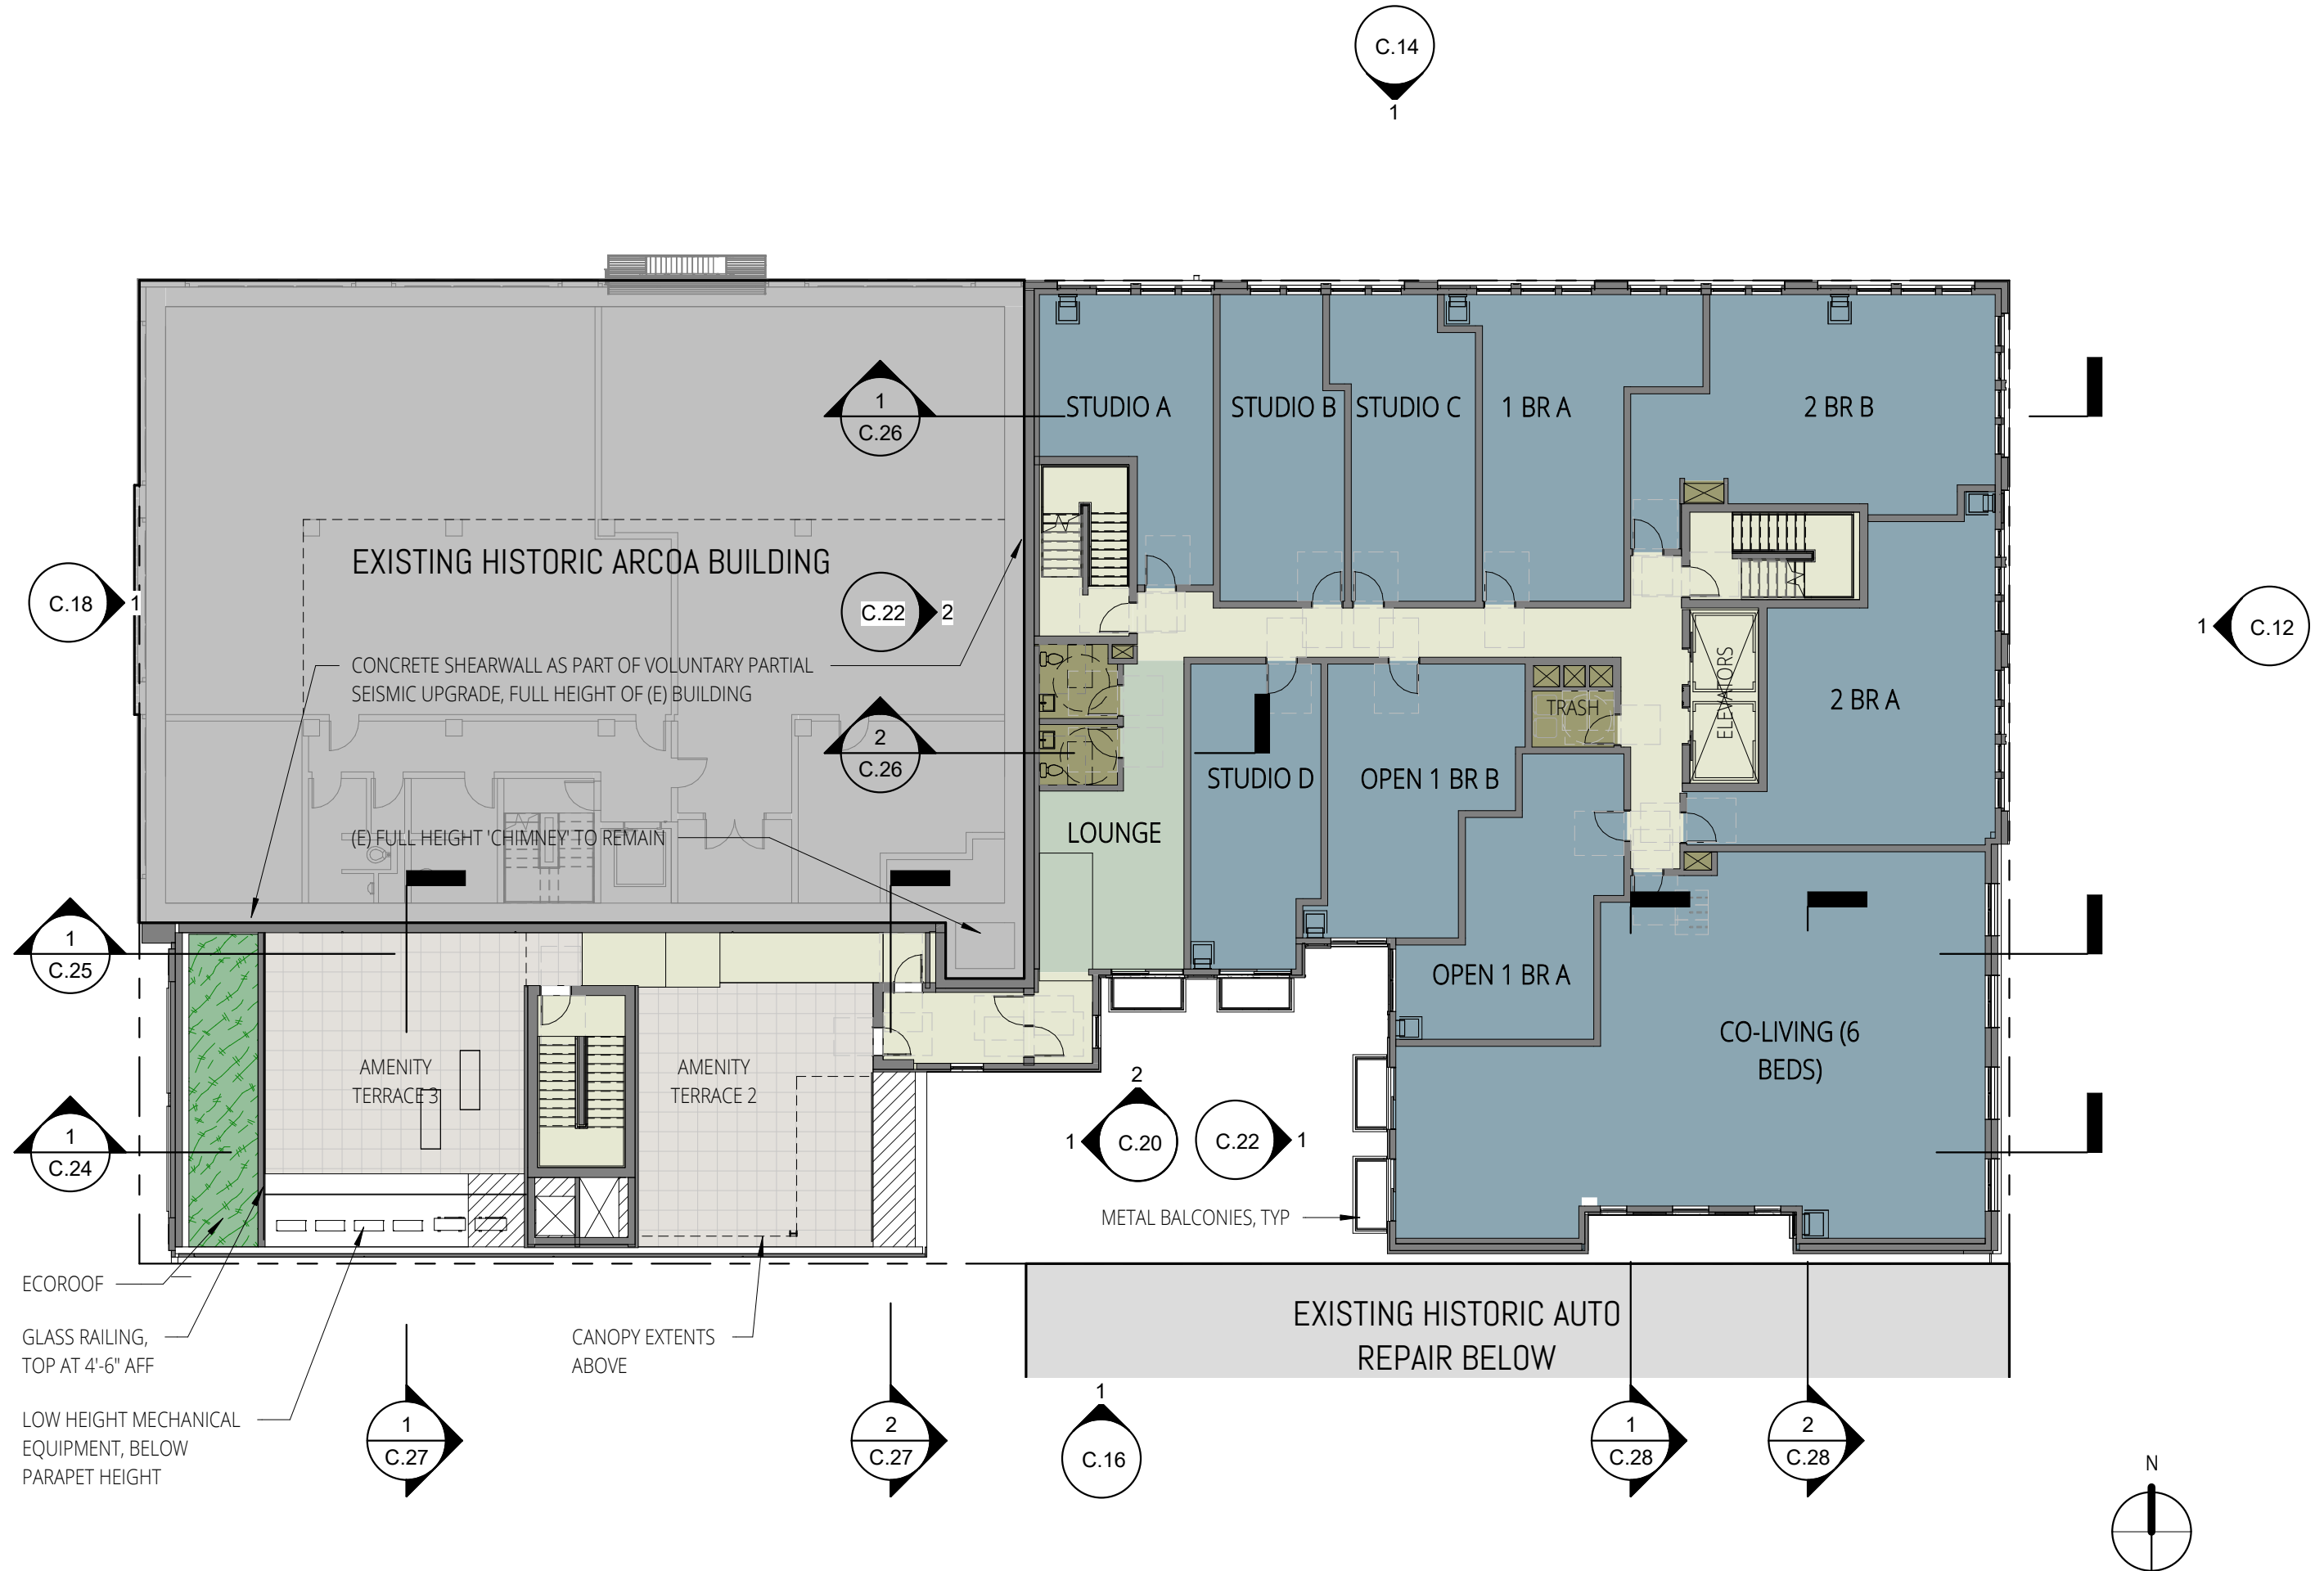 C.14
1
STUDIO A
STUDIO B
STUDIO C
1 BR A
2 BR B
1
C.26
EXISTING HISTORIC ARCOA BUILDING
C.18
1
C.22
2
1
C.12
CONCRETE SHEARWALL AS PART OF VOLUNTARY PARTIAL
SEISMIC UPGRADE, FULL HEIGHT OF (E) BUILDING
ELEVATORS
2 BR A
TRASH
2
C.26
STUDIO D
OPEN 1 BR B
LOUNGE
(E) FULL HEIGHT 'CHIMNEY' TO REMAIN
1
C.25
OPEN 1 BR A
CO-LIVING (6
BEDS)
AMENITY
TERRACE 3
AMENITY
TERRACE 2
2
1
C.20
C.22
1
1
C.24
METAL BALCONIES, TYP
ECOROOF
GLASS RAILING,
TOP AT 4'-6" AFF
CANOPY EXTENTS
ABOVE
EXISTING HISTORIC AUTO
REPAIR BELOW
LOW HEIGHT MECHANICAL
EQUIPMENT, BELOW
PARAPET HEIGHT
1
C.27
2
C.27
1
C.16
1
C.28
2
C.28
N